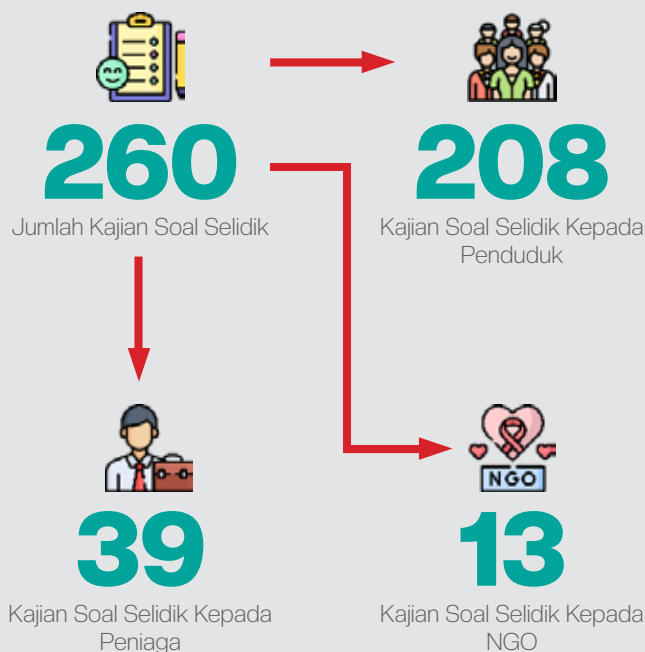 260
Jumlah Kajian Soal Selidik
208
Kajian Soal Selidik Kepada
Penduduk
39
Kajian Soal Selidik Kepada
Peniaga
NGO
13
Kajian Soal Selidik Kepada
NGO